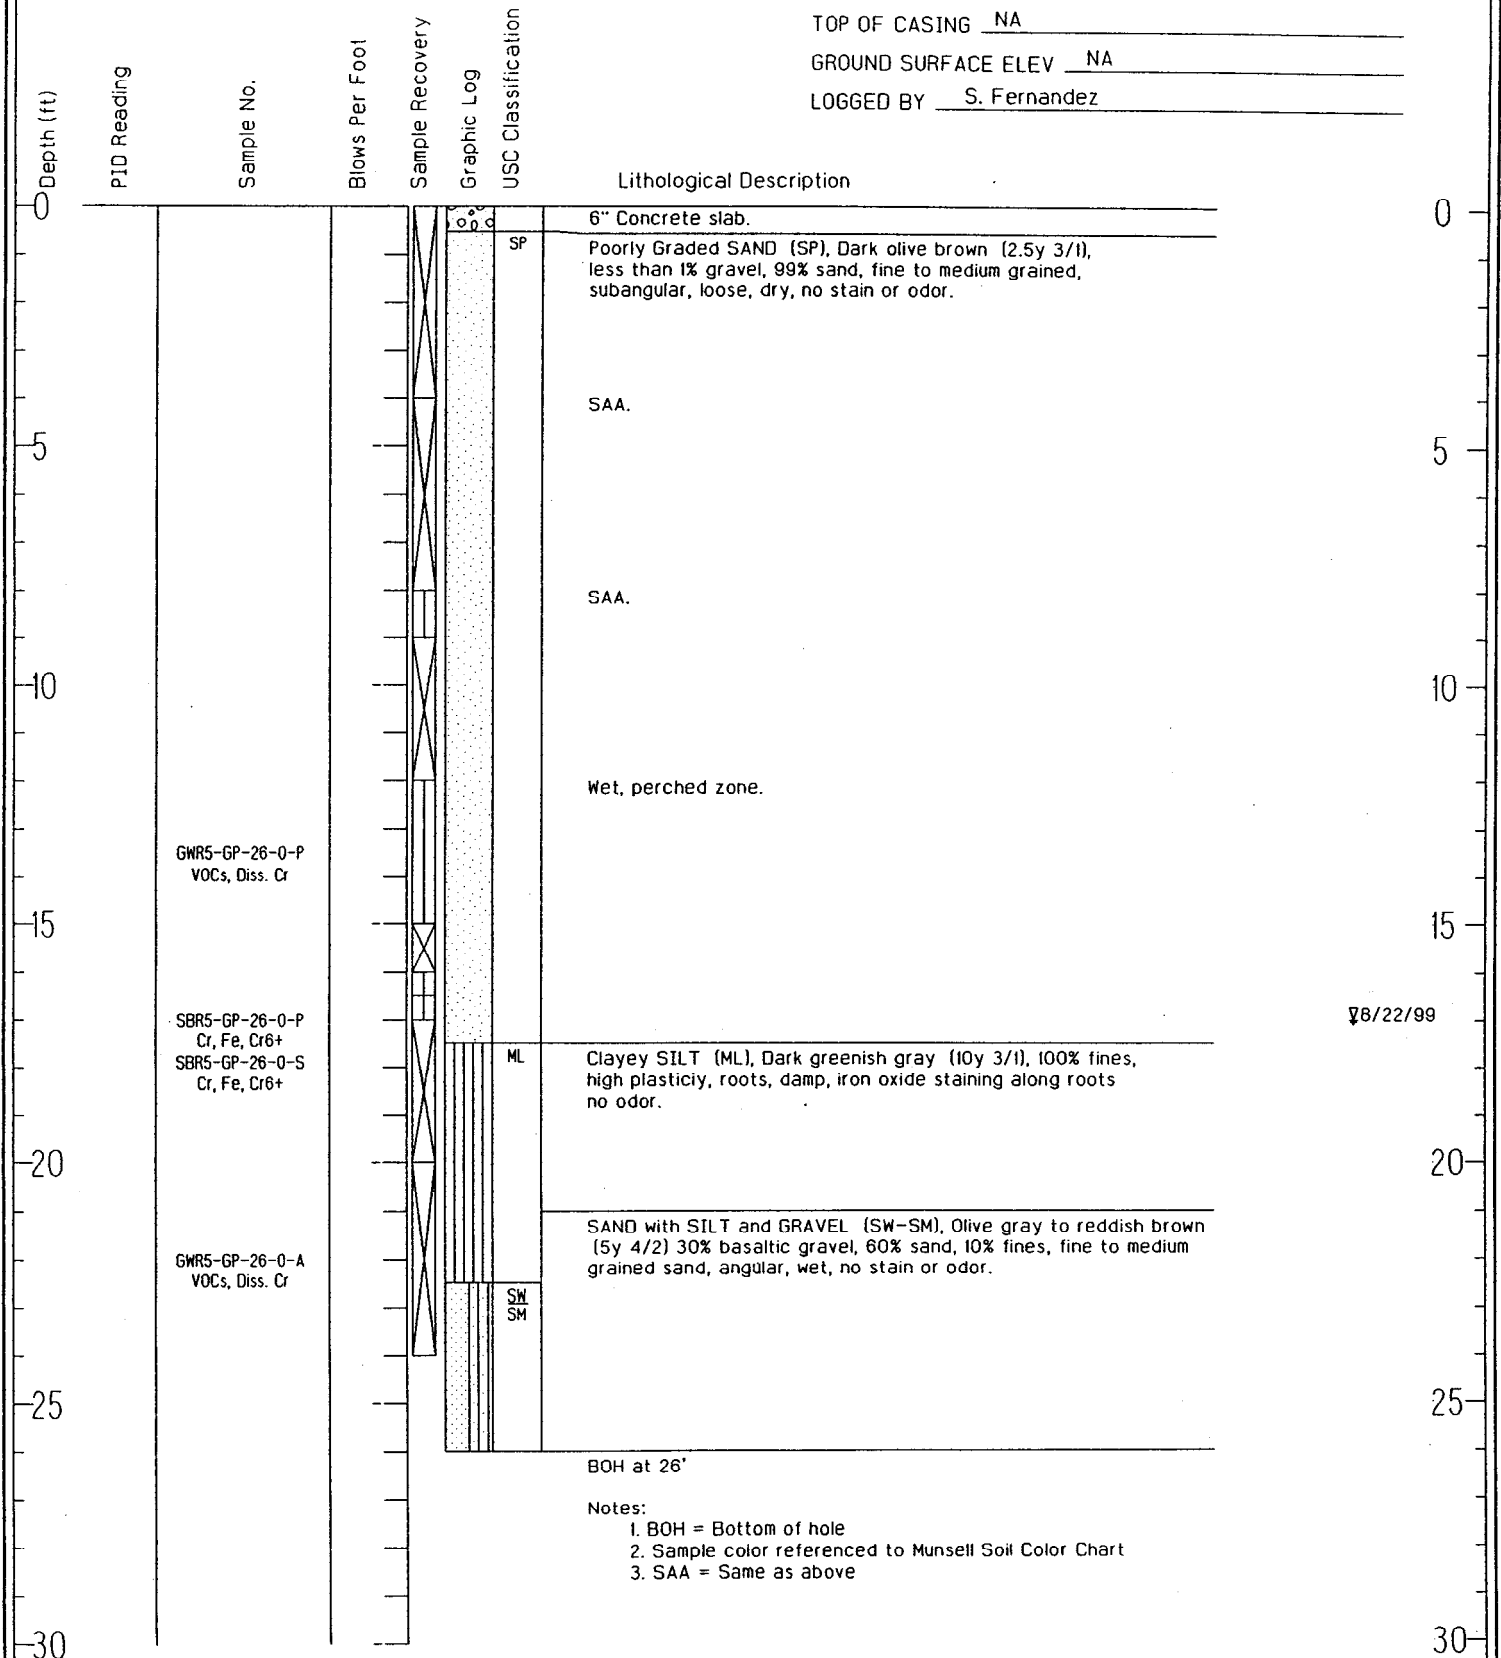 TOP OF CASING NA
GROUND SURFACE ELEV NA
LOGGED BY S. Fernandez
Depth (ft)
PID Reading
Sample No.
Blows Per Foot
Sample Recovery
Graphic Log
USC Classification
Lithological Description
0
0
6" Concrete slab.
SP
Poorly Graded SAND (SP), Dark olive brown (2.5y 3/1),
less than 1% gravel, 99% sand, fine to medium grained,
subangular, loose, dry, no stain or odor.
SAA.
5
5
SAA.
10
10
Wet, perched zone.
GWR5-GP-26-0-P
VOCs, Diss. Cr
15
15
SBR5-GP-26-0-P
Cr, Fe, Cr6+
SBR5-GP-26-0-S
Cr, Fe, Cr6+
8/22/99
ML
Clayey SILT (ML), Dark greenish gray (10y 3/1), 100% fines,
high plasticiy, roots, damp, iron oxide staining along roots
no odor.
20
20
SAND with SILT and GRAVEL (SW-SM), Olive gray to reddish brown
(5y 4/2) 30% basaltic gravel, 60% sand, 10% fines, fine to medium
grained sand, angular, wet, no stain or odor.
GWR5-GP-26-0-A
VOCs, Diss. Cr
SW
SM
25
25
BOH at 26'
Notes:
1. BOH = Bottom of hole
2. Sample color referenced to Munsell Soil Color Chart
3. SAA = Same as above
30
30